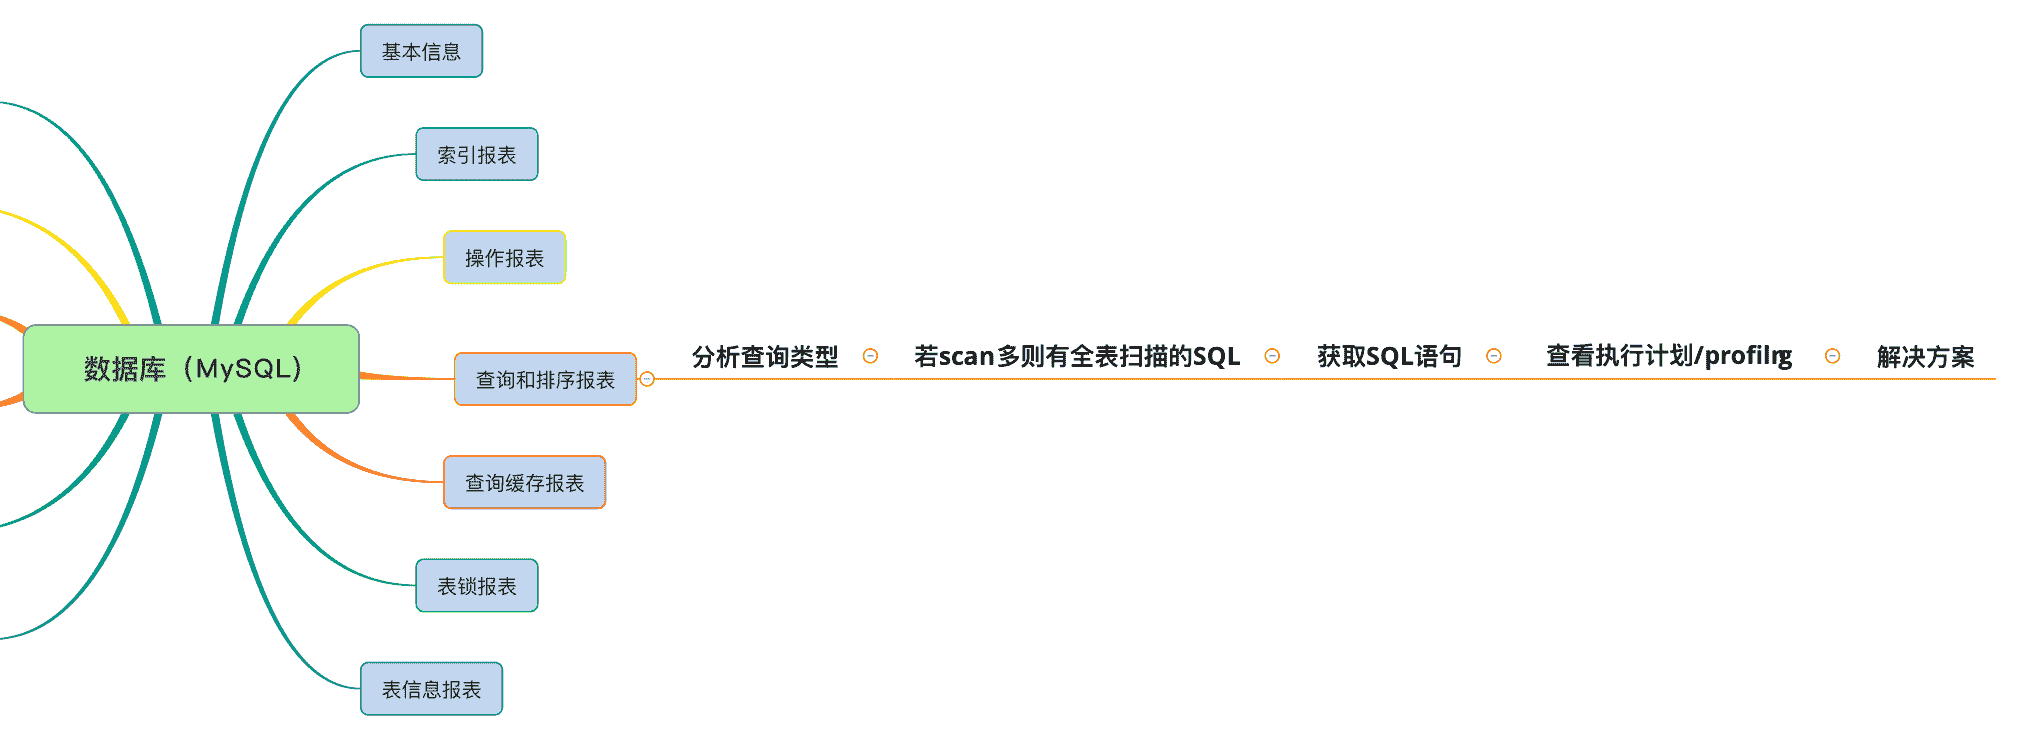 基本信息
索引报表
操作报表
数据库（MySQL）
查询和排序报表
分析查询类型
若scan多则有全表扫描的SQL
获取SQL语句
查看执行计划/profilng
解决方案
查询缓存报表
表锁报表
表信息报表